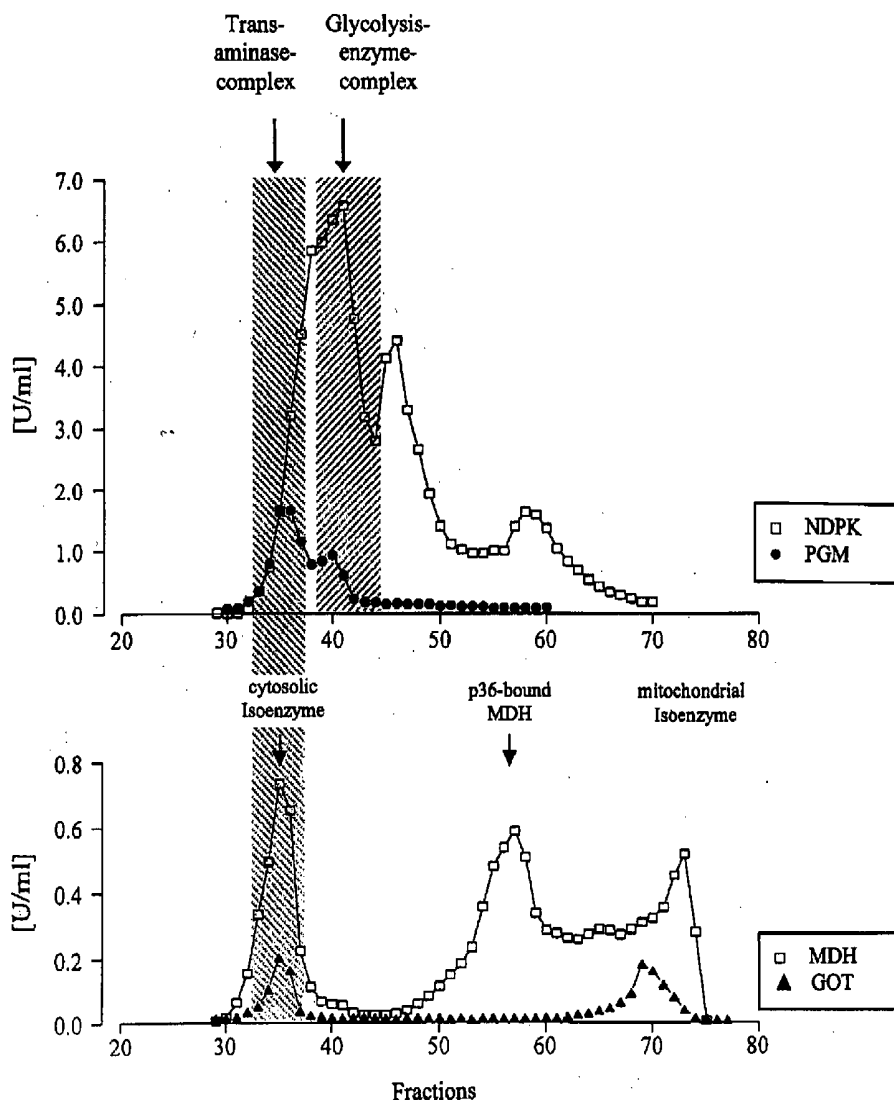 Trans-
aminase-
complex
Glycolysis-
enzyme-
complex
7.0
6.0
5.0
4.0
3.0
2.0
1.0
0.0
[U/ml]
20
30
40
50
60
70
80
NDPK
PGM
cytosolic
Isoenzyme
p36-bound
MDH
mitochondrial
Isoenzyme
0.8
0.6
0.4
0.2
0.0
[U/ml]
20
30
40
50
60
70
80
MDH
GOT
Fractions